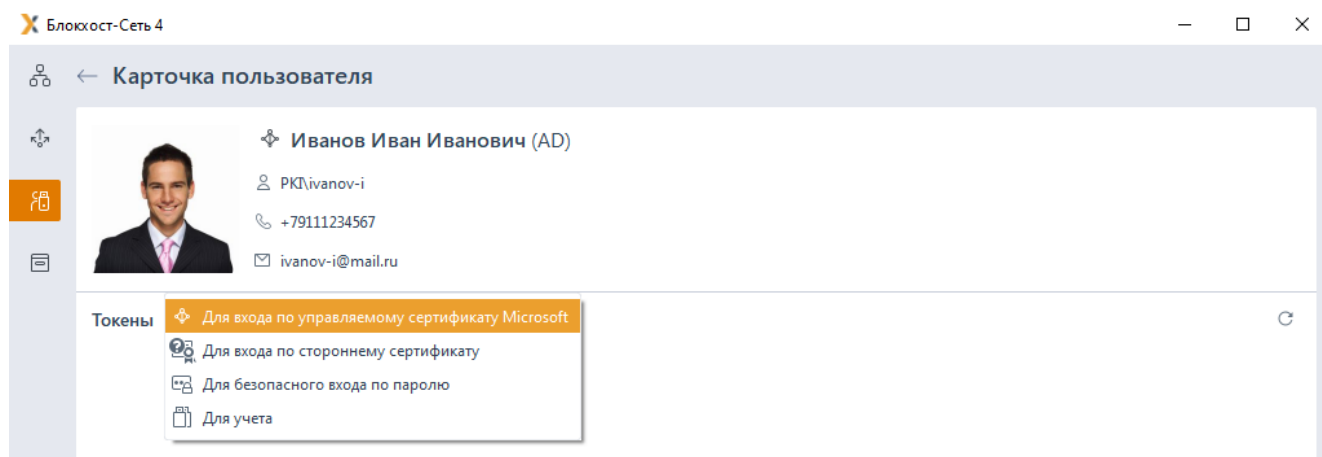 Блокхост-Сеть 4
Карточка пользователя
Иванов Иван Иванович (AD)
PKI\ivanov-i
+79111234567
ivanov-i@mail.ru
Токены
Для входа по управляемому сертификату Microsoft
Для входа по стороннему сертификату
Для безопасного входа по паролю
Для учета